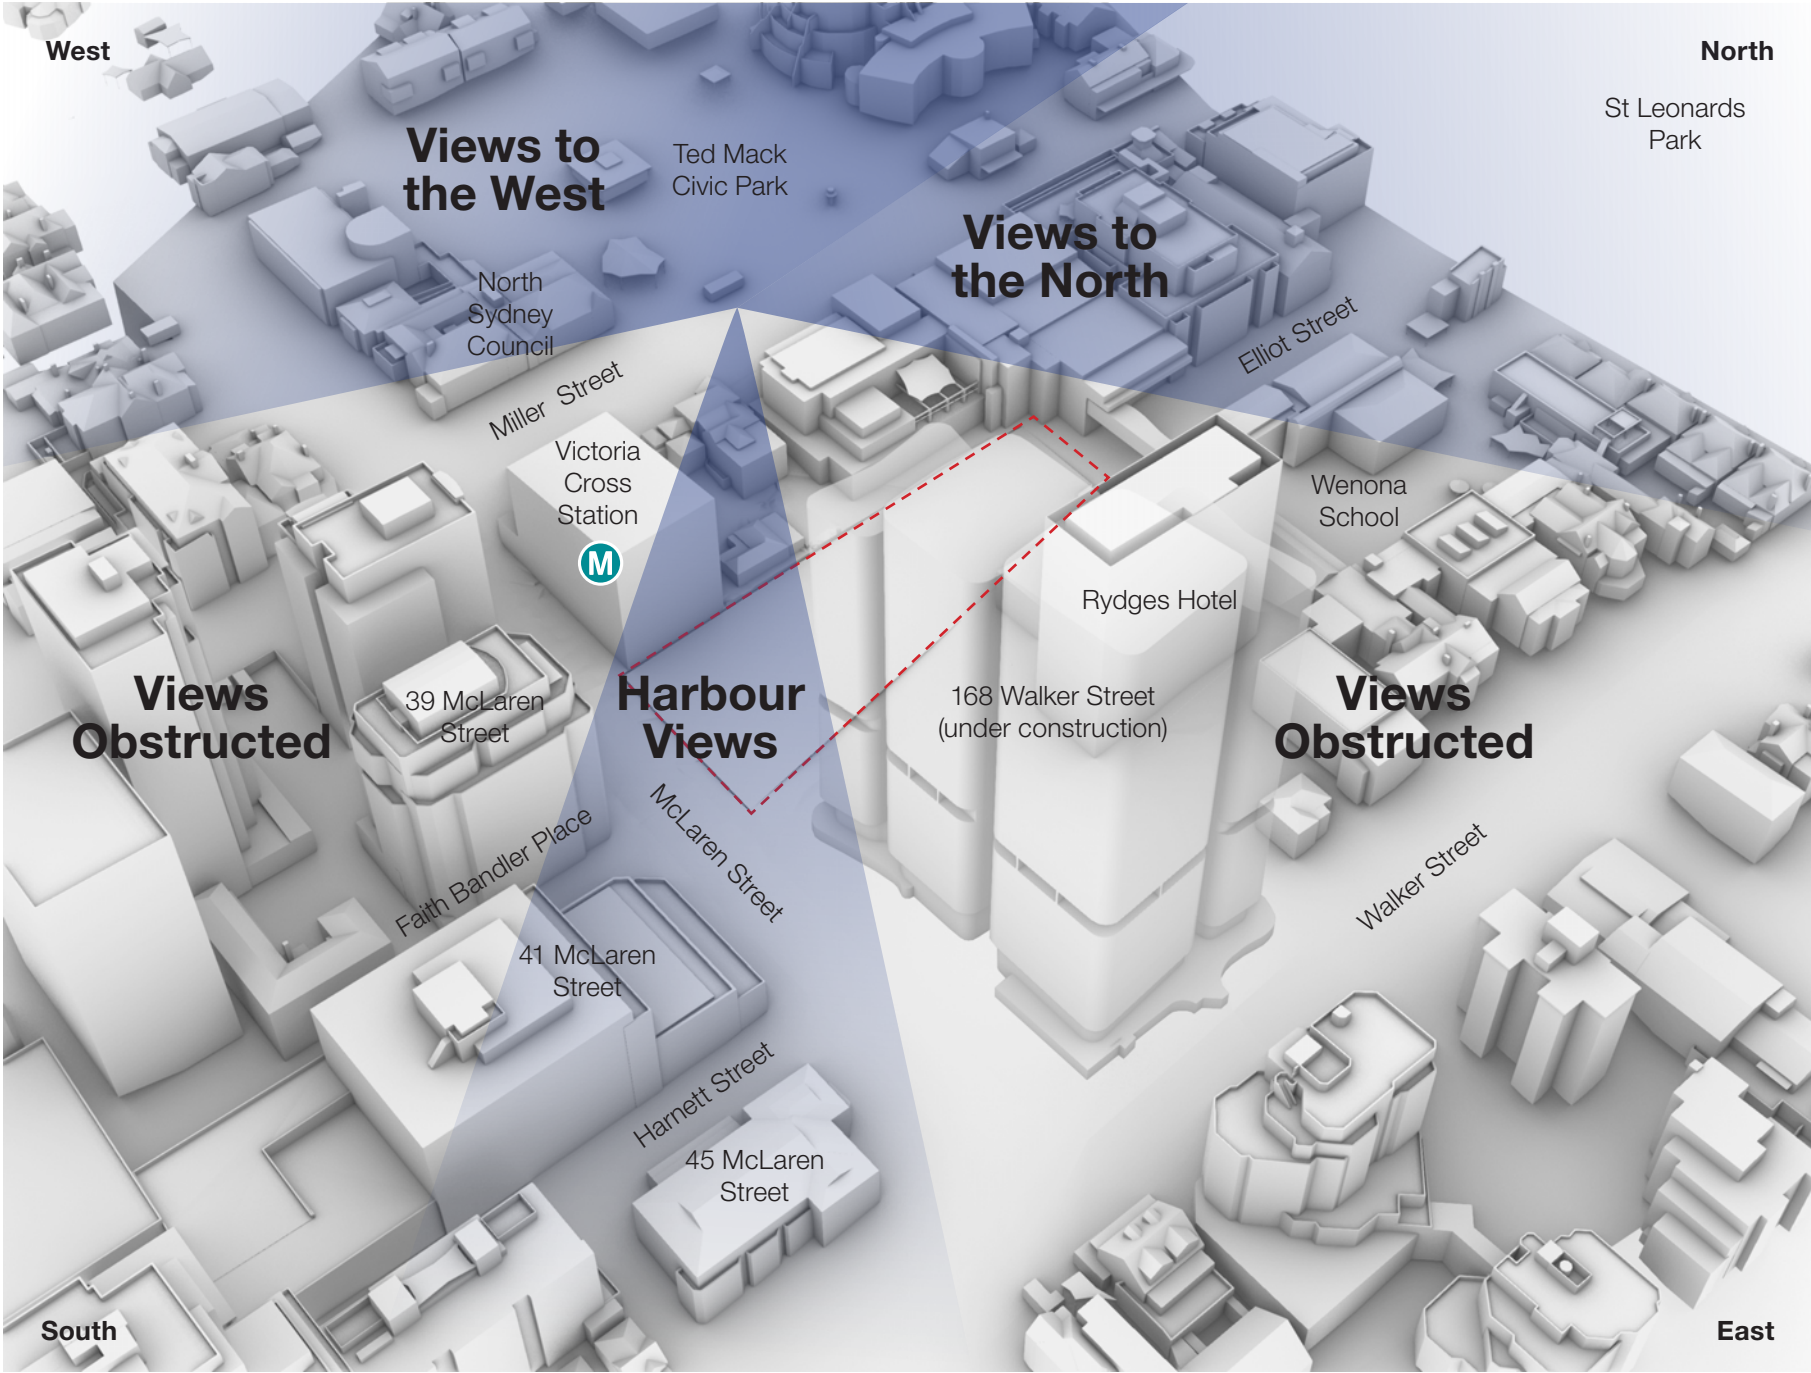 West
North
St Leonards
Park
Views to
the West
Ted Mack
Civic Park
Views to
the North
North
Sydney
Council
Elliot Street
Miller Street
Victoria
Cross
Station
M
Wenona
School
Rydges Hotel
Views
Obstructed
39 McLaren
Street
Harbour
Views
168 Walker Street
(under construction)
Views
Obstructed
McLaren Street
Faith Bandler Place
Walker Street
41 McLaren
Street
Harnett Street
45 McLaren
Street
South
East